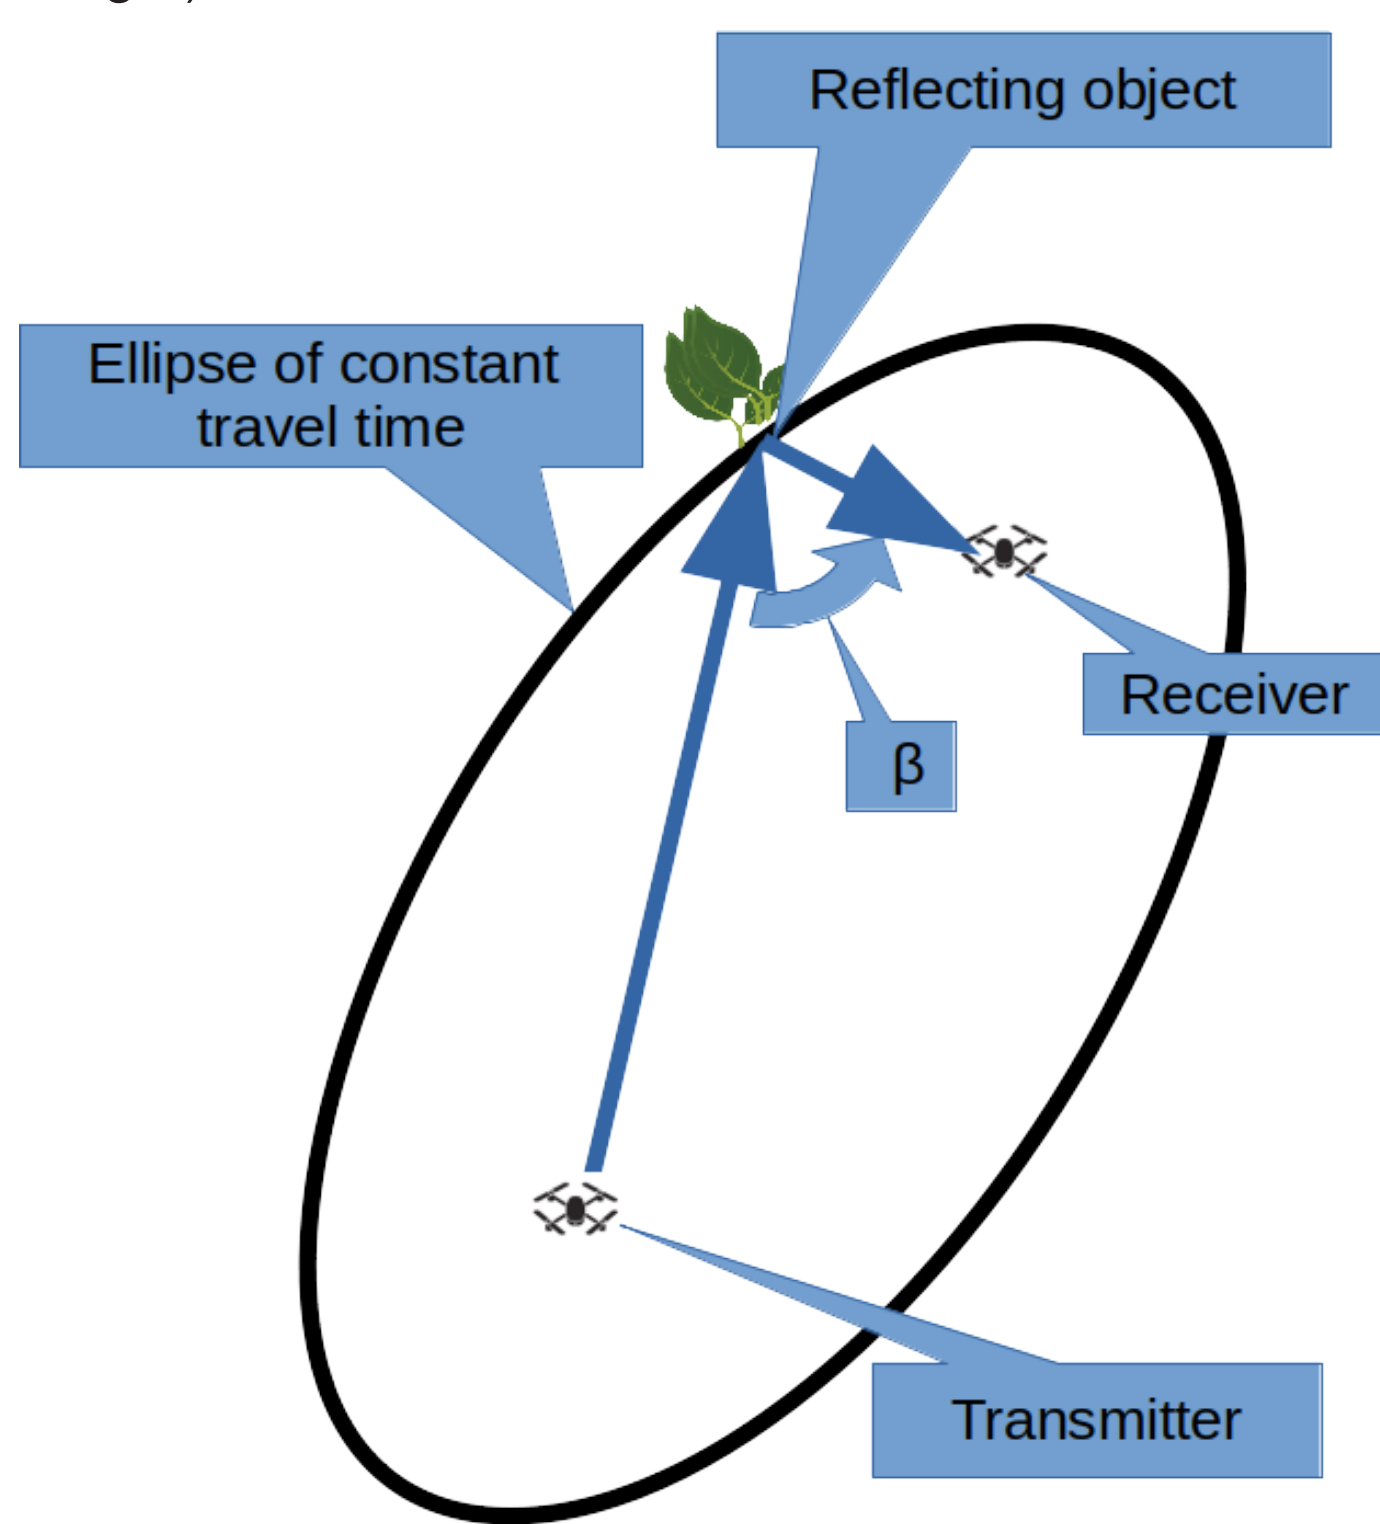 Reflecting object
Ellipse of constant
travel time
Receiver
β
Transmitter